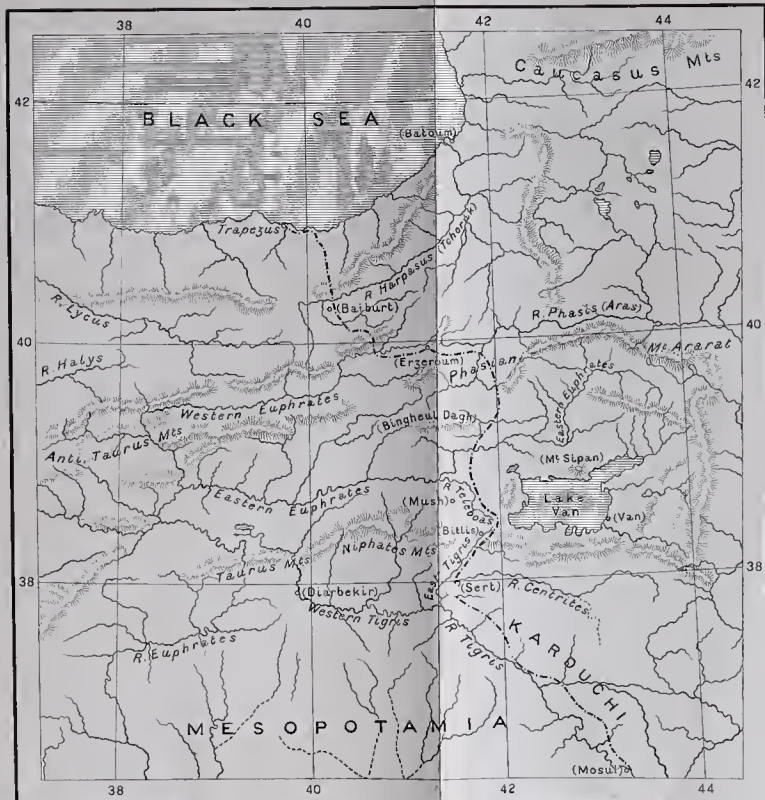 38
40
42
44
Caucasus Mts
42
42
BLACK SEA
(Batoum)
Trapezus
R. Harpasus (Tchoruk)
R. Lycus
(Baiburt)
R. Phasis (Aras)
40
40
Mt. Ararat
(Erzeroum)
Phasiani
R. Halys
Western Euphrates
Eastern Euphrates
(Bingheul Dagh)
Anti. Taurus Mts
(Mt Sipan)
Eastern Euphrates
R. Teleboas
(Mush)
Lake
Van
(Van)
(Bitlis)
Niphates Mts
Taurus Mts
East. Tigris
38
38
(Sert)
R. Centrites
(Diarbekir)
Western Tigris
R. Tigris
KARDUCHI
R. Euphrates
MESOPOTAMIA
(Mosul)
38
40
42
44